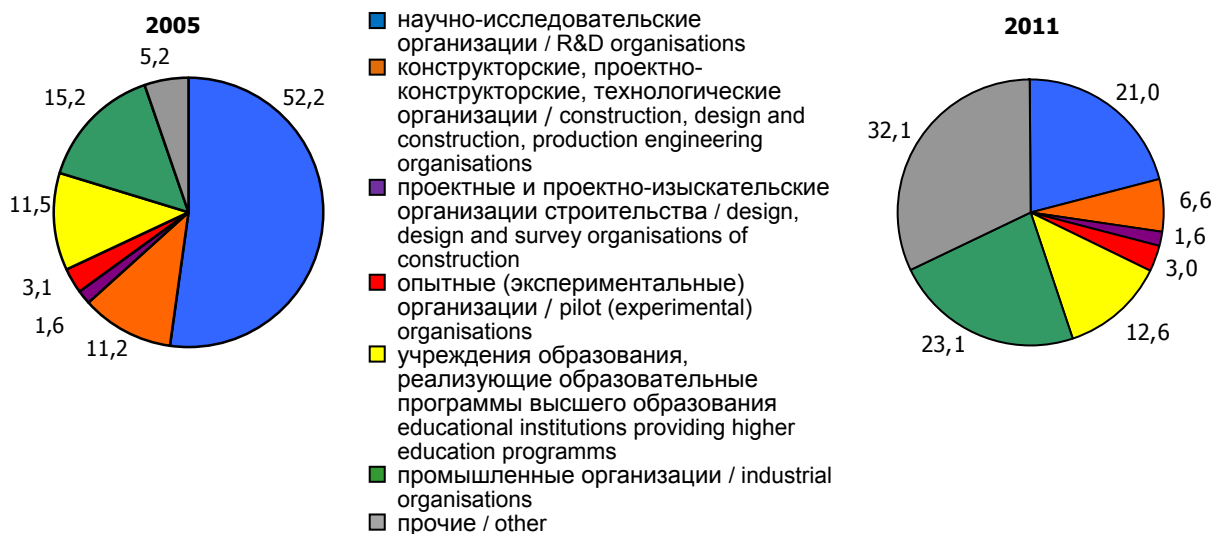 2005
5,2
52,2
15,2
11,5
3,1
1,6
11,2
научно-исследовательские
организации / R&D organisations
конструкторские, проектно-
конструкторские, технологические
организации / construction, design and
construction, production engineering
organisations
проектные и проектно-изыскательские
организации строительства / design,
design and survey organisations of
construction
опытные (экспериментальные)
организации / pilot (experimental)
organisations
учреждения образования,
реализующие образовательные
программы высшего образования
educational institutions providing higher
education programms
промышленные организации / industrial
organisations
прочие / other
2011
21,0
32,1
6,6
1,6
3,0
12,6
23,1